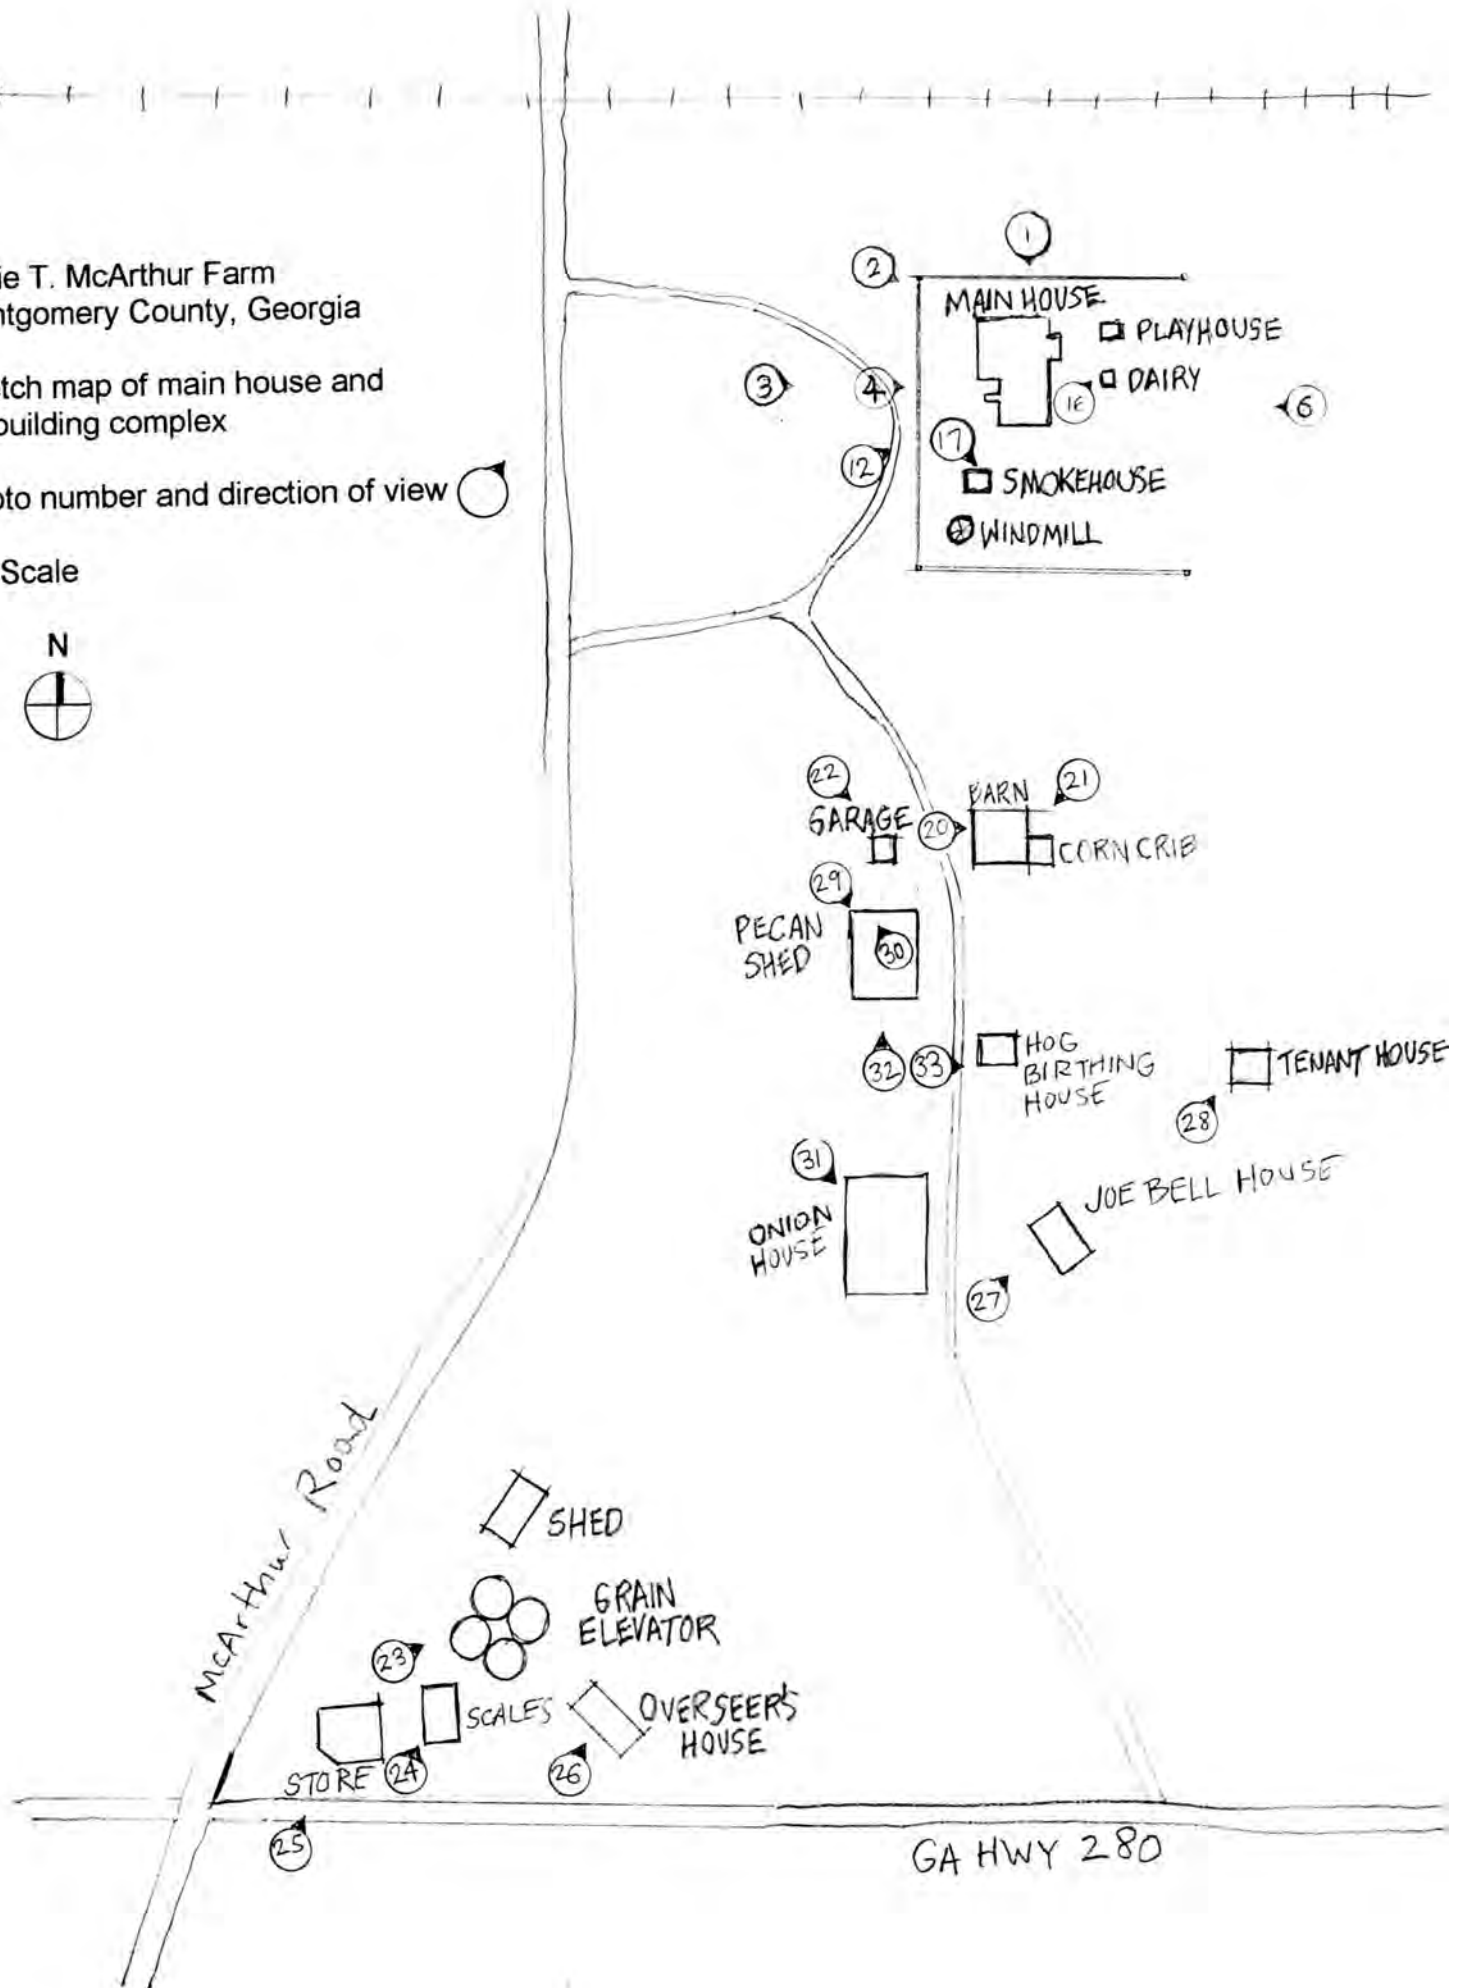 ie T. McArthur Farm
ntgomery County, Georgia
tch map of main house and
building complex
oto number and direction of view
Scale
N
1
2
MAIN HOUSE
PLAYHOUSE
3
4
DAIRY
16
6
17
12
SMOKEHOUSE
WINDMILL
22
BARN
21
GARAGE
20
CORN CRIB
29
PECAN
SHED
30
32
33
HOG
BIRTHING
HOUSE
TENANT HOUSE
28
31
JOE BELL HOUSE
ONION
HOUSE
27
McArthur Road
SHED
GRAIN
ELEVATOR
23
SCALES
OVERSEER'S
HOUSE
STORE
24
26
25
GA HWY 280